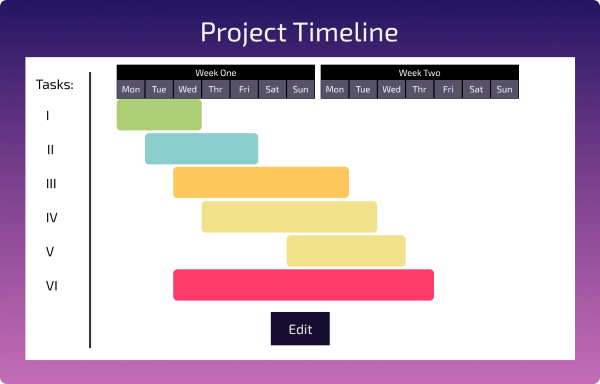 Project Timeline
Tasks:
Week One Week Two
Mon Tue Wed Thr Fri Sat Sun Mon Tue Wed Thr Fri Sat Sun
I
II
III
IV
V
VI
Edit